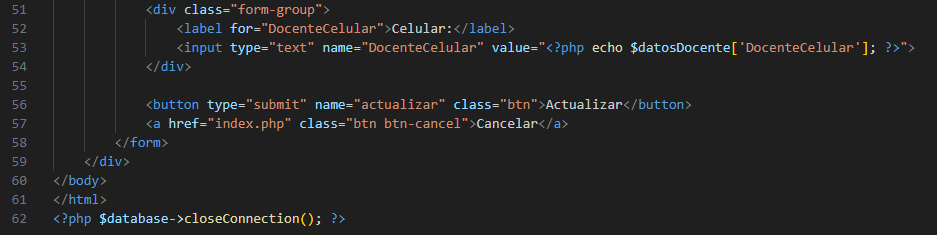 51 <div class="form-group">
52 <label for="DocenteCelular">Celular:</label>
53 <input type="text" name="DocenteCelular" value="<?php echo $datosDocente['DocenteCelular']; ?>">
54 </div>
55
56 <button type="submit" name="actualizar" class="btn">Actualizar</button>
57 <a href="index.php" class="btn btn-cancel">Cancelar</a>
58 </form>
59 </div>
60 </body>
61 </html>
62 <?php $database->closeConnection(); ?>